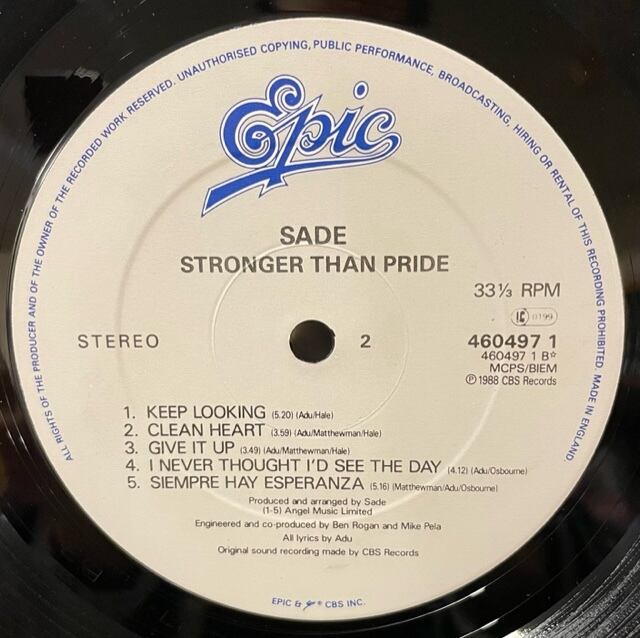 ALL RIGHTS OF THE PRODUCER AND OF THE OWNER OF THE RECORDED WORK RESERVED. UNAUTHORISED COPYING, PUBLIC PERFORMANCE, BROADCASTING, HIRING OR RENTAL OF THIS RECORDING PROHIBITED. MADE IN ENGLAND
Epic
SADE
STRONGER THAN PRIDE
33⅓ RPM
LC 0199
STEREO
2
460497 1
460497 1 B☆
MCPS/BIEM
℗ 1988 CBS Records
1. KEEP LOOKING (5.20) (Adu/Hale)
2. CLEAN HEART (3.59) (Adu/Matthewman/Hale)
3. GIVE IT UP (3.49) (Adu/Matthewman/Hale)
4. I NEVER THOUGHT I'D SEE THE DAY (4.12) (Adu/Osbourne)
5. SIEMPRE HAY ESPERANZA (5.16) (Matthewman/Adu/Osbourne)
Produced and arranged by Sade
(1-5) Angel Music Limited
Engineered and co-produced by Ben Rogan and Mike Pela
All lyrics by Adu
Original sound recording made by CBS Records
EPIC & ® CBS INC.